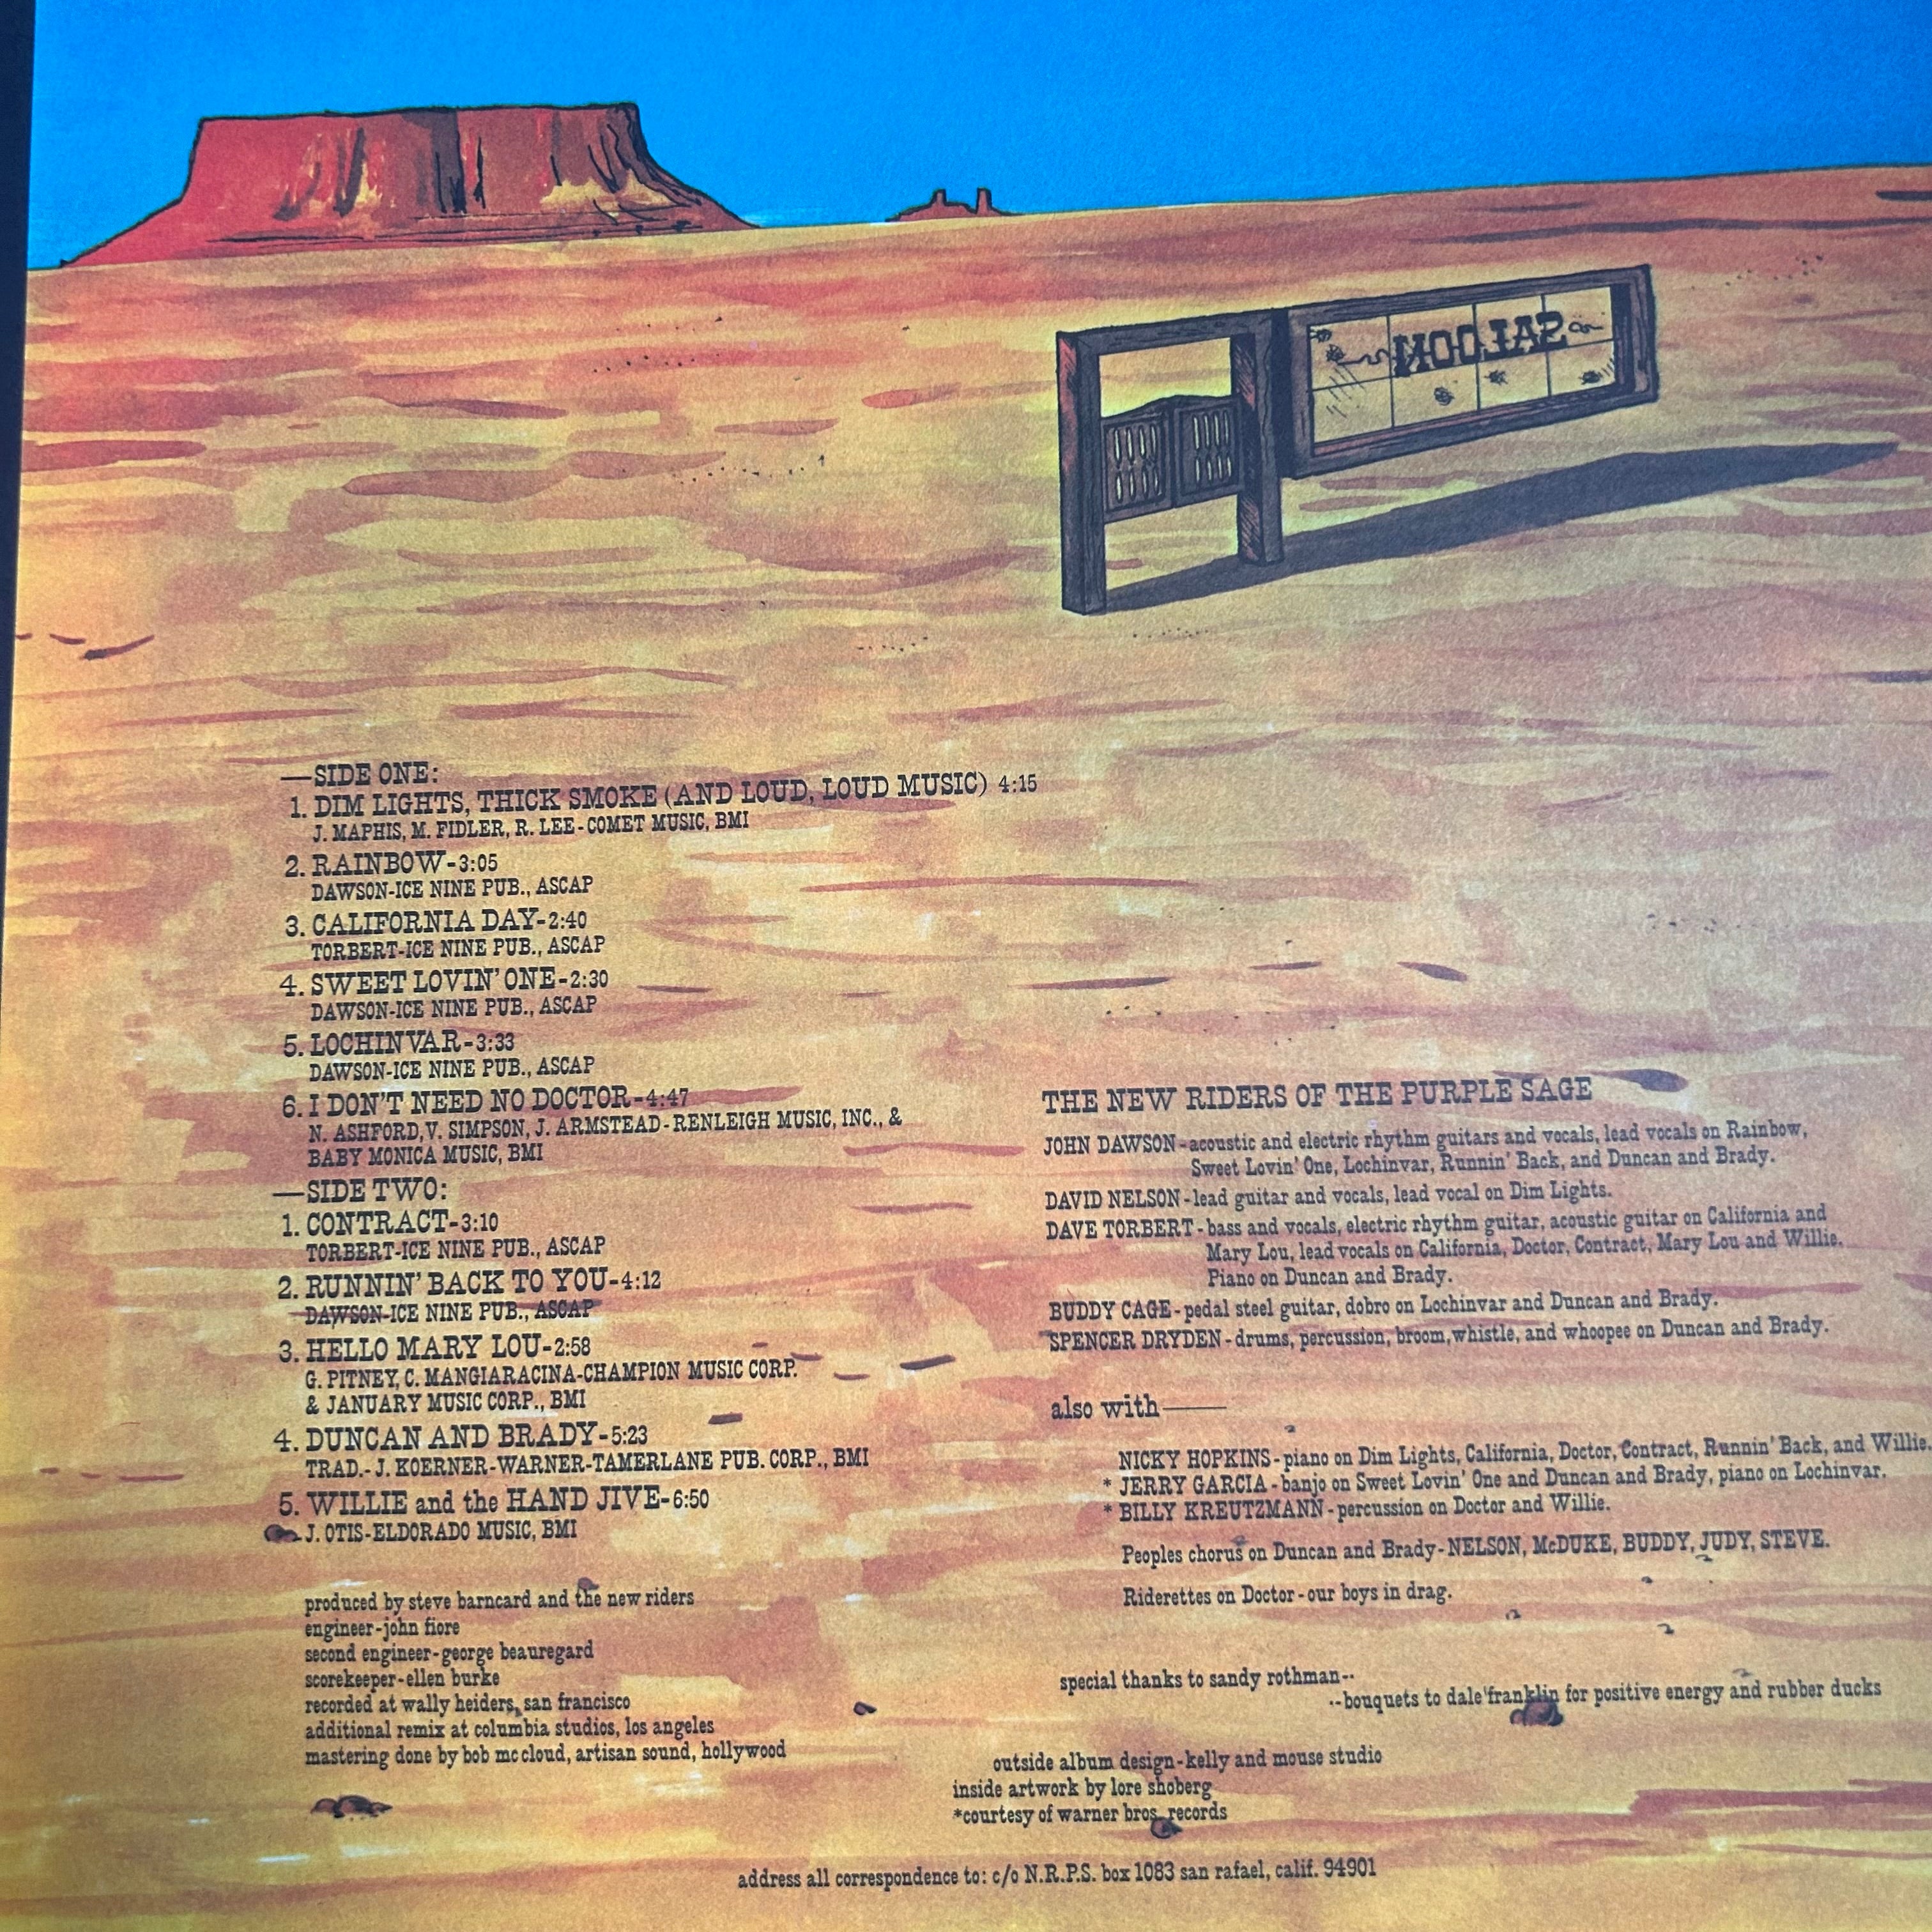 SALOON
—SIDE ONE:
1. DIM LIGHTS, THICK SMOKE (AND LOUD, LOUD MUSIC) 4:15
J. MAPHIS, M. FIDLER, R. LEE-COMET MUSIC, BMI
2. RAINBOW-3:05
DAWSON-ICE NINE PUB., ASCAP
3. CALIFORNIA DAY-2:40
TORBERT-ICE NINE PUB., ASCAP
4. SWEET LOVIN' ONE-2:30
DAWSON-ICE NINE PUB., ASCAP
5. LOCHINVAR-3:33
DAWSON-ICE NINE PUB., ASCAP
6. I DON'T NEED NO DOCTOR-4:47
N. ASHFORD, V. SIMPSON, J. ARMSTEAD-RENLEIGH MUSIC, INC., &
BABY MONICA MUSIC, BMI
—SIDE TWO:
1. CONTRACT-3:10
TORBERT-ICE NINE PUB., ASCAP
2. RUNNIN' BACK TO YOU-4:12
DAWSON-ICE NINE PUB., ASCAP
3. HELLO MARY LOU-2:58
G. PITNEY, C. MANGIARACINA-CHAMPION MUSIC CORP.
& JANUARY MUSIC CORP., BMI
4. DUNCAN AND BRADY-5:23
TRAD.-J. KOERNER-WARNER-TAMERLANE PUB. CORP., BMI
5. WILLIE and the HAND JIVE-6:50
J. OTIS-ELDORADO MUSIC, BMI
produced by steve barncard and the new riders
engineer-john fiore
second engineer-george beauregard
scorekeeper-ellen burke
recorded at wally heiders, san francisco
additional remix at columbia studios, los angeles
mastering done by bob mc cloud, artisan sound, hollywood
THE NEW RIDERS OF THE PURPLE SAGE
JOHN DAWSON-acoustic and electric rhythm guitars and vocals, lead vocals on Rainbow,
Sweet Lovin' One, Lochinvar, Runnin' Back, and Duncan and Brady.
DAVID NELSON-lead guitar and vocals, lead vocal on Dim Lights.
DAVE TORBERT-bass and vocals, electric rhythm guitar, acoustic guitar on California and
Mary Lou, lead vocals on California, Doctor, Contract, Mary Lou and Willie.
Piano on Duncan and Brady.
BUDDY CAGE-pedal steel guitar, dobro on Lochinvar and Duncan and Brady.
SPENCER DRYDEN-drums, percussion, broom, whistle, and whoopee on Duncan and Brady.
also with——
NICKY HOPKINS-piano on Dim Lights, California, Doctor, Contract, Runnin' Back, and Willie.
* JERRY GARCIA-banjo on Sweet Lovin' One and Duncan and Brady, piano on Lochinvar.
* BILLY KREUTZMANN-percussion on Doctor and Willie.
Peoples chorus on Duncan and Brady-NELSON, McDUKE, BUDDY, JUDY, STEVE.
Riderettes on Doctor-our boys in drag.
special thanks to sandy rothman--
--bouquets to dale franklin for positive energy and rubber ducks
outside album design-kelly and mouse studio
inside artwork by lore shoberg
*courtesy of warner bros. records
address all correspondence to: c/o N.R.P.S. box 1083 san rafael, calif. 94901